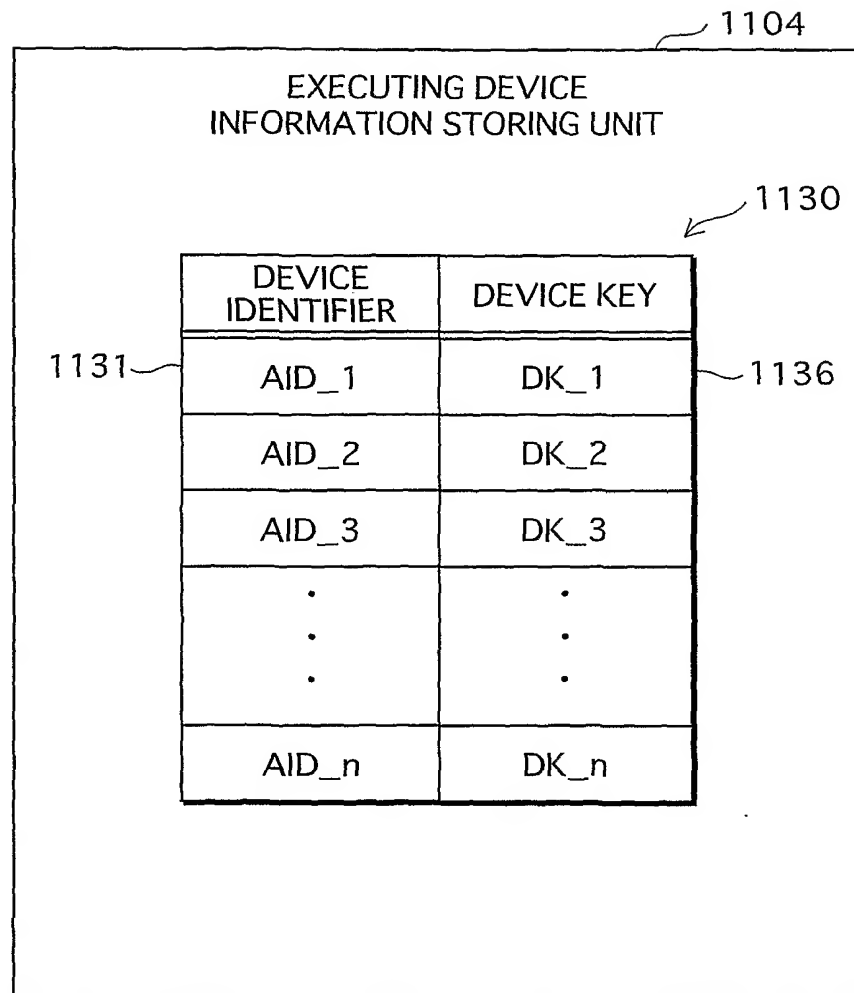 1104
EXECUTING DEVICE
INFORMATION STORING UNIT
1130
DEVICE IDENTIFIER DEVICE KEY
1131 AID_1 DK_1 1136
AID_2 DK_2
AID_3 DK_3
AID_n DK_n